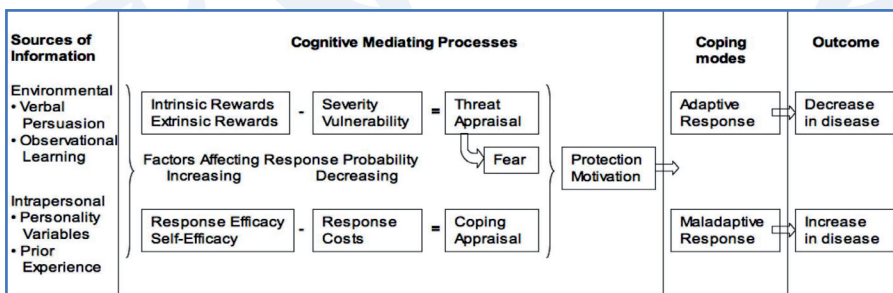 Sources of
Information
Environmental
• Verbal
Persuasion
• Observational
Learning
Intrapersonal
• Personality
Variables
• Prior
Experience
Cognitive Mediating Processes
Intrinsic Rewards
Extrinsic Rewards
-
Severity
Vulnerability
=
Threat
Appraisal
Fear
Factors Affecting Response Probability
Increasing Decreasing
Response Efficacy
Self-Efficacy
-
Response
Costs
=
Coping
Appraisal
Protection
Motivation
Coping
modes
Adaptive
Response
Maladaptive
Response
Outcome
Decrease
in disease
Increase
in disease